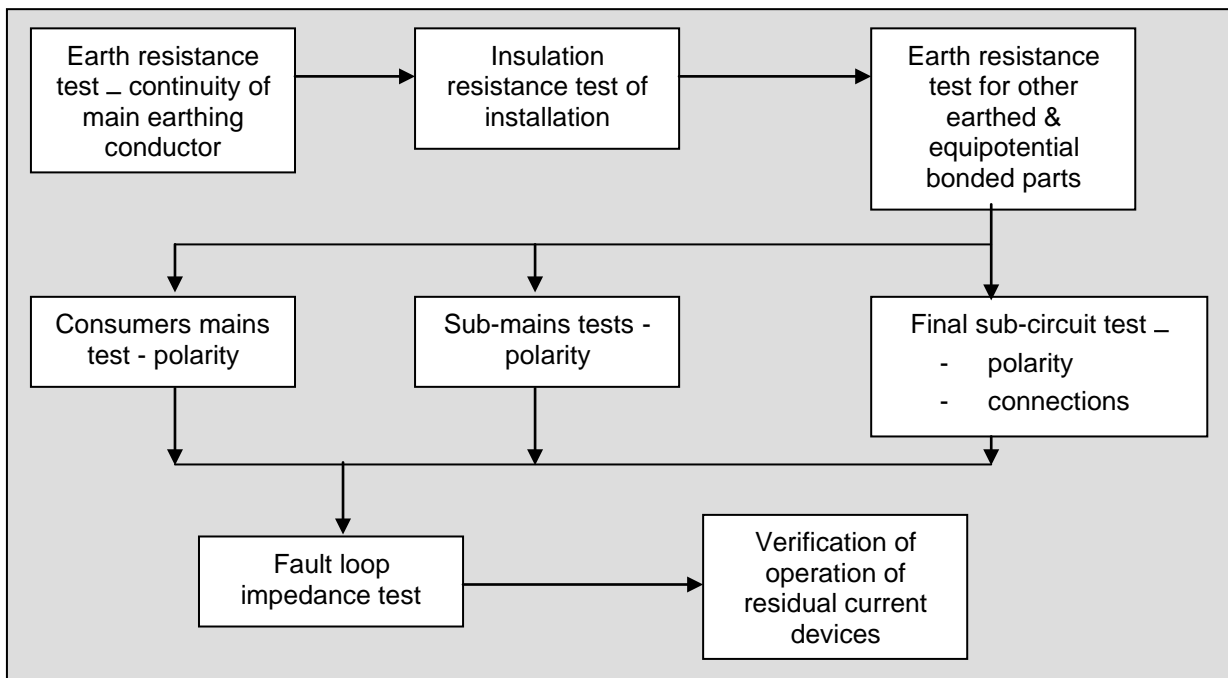 Earth resistance
test – continuity of
main earthing
conductor
Insulation
resistance test of
installation
Earth resistance
test for other
earthed &
equipotential
bonded parts
Consumers mains
test - polarity
Sub-mains tests -
polarity
Final sub-circuit test –
- polarity
- connections
Fault loop
impedance test
Verification of
operation of
residual current
devices